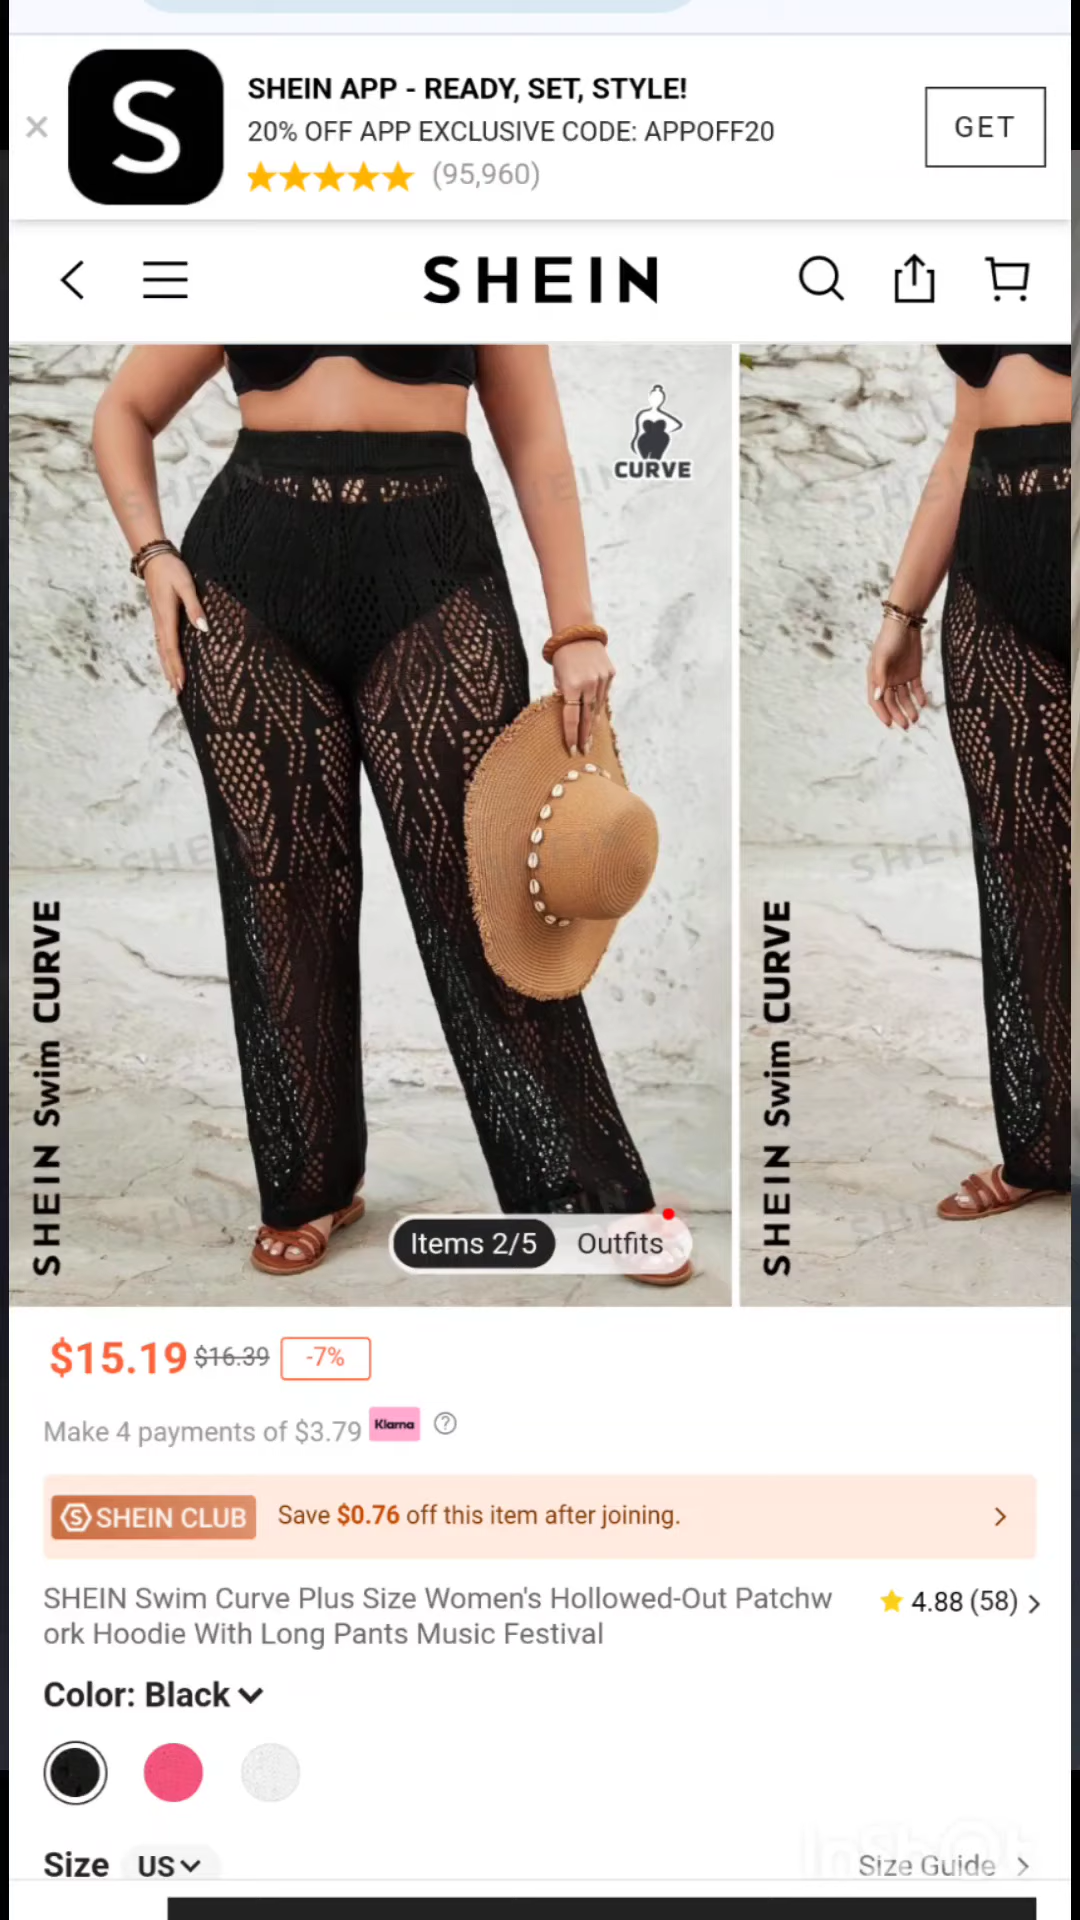 SHEIN APP - READY, SET, STYLE!
20% OFF APP EXCLUSIVE CODE: APPOFF20
(95,960)
GET
S
SHEIN
CURVE
SHEIN Swim CURVE
SHEIN Swim CURVE
Items 2/5
Outfits
$15.19 $16.39 -7%
Make 4 payments of $3.79 Klarna ?
S SHEIN CLUB Save $0.76 off this item after joining.
SHEIN Swim Curve Plus Size Women's Hollowed-Out Patchw
ork Hoodie With Long Pants Music Festival
4.88 (58)
Color: Black
Size US
Size Guide
InShOt